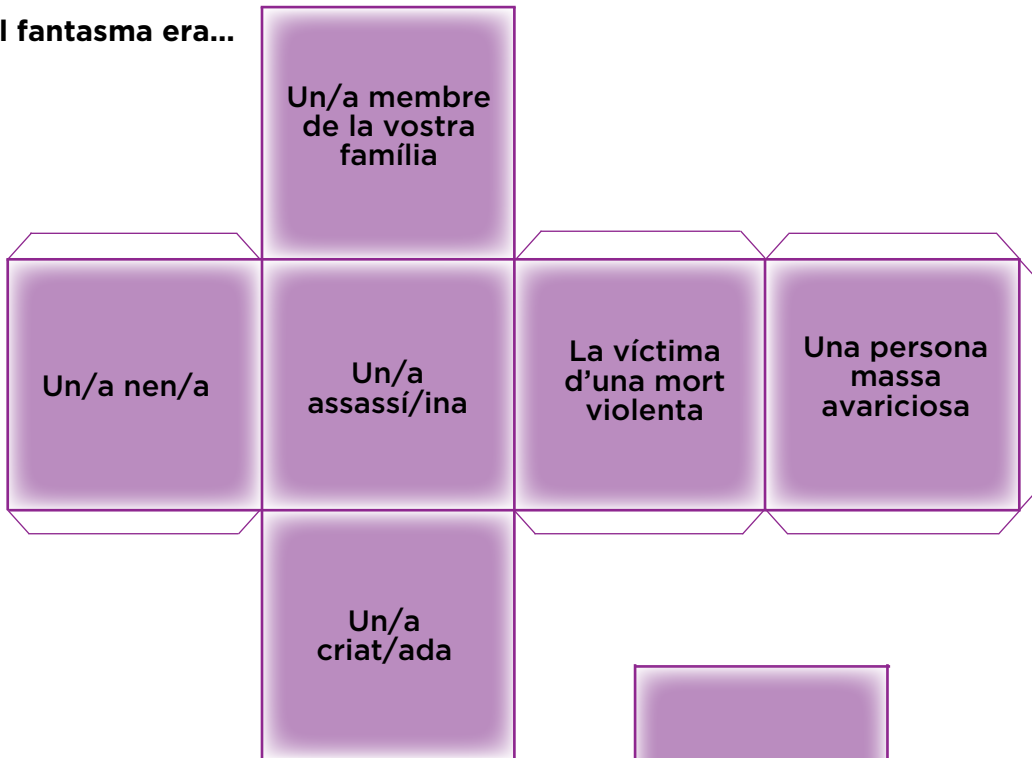 l fantasma era...
Un/a membre
de la vostra
família
Un/a nen/a
Un/a
assassí/ina
La víctima
d'una mort
violenta
Una persona
massa
avariciosa
Un/a
criat/ada